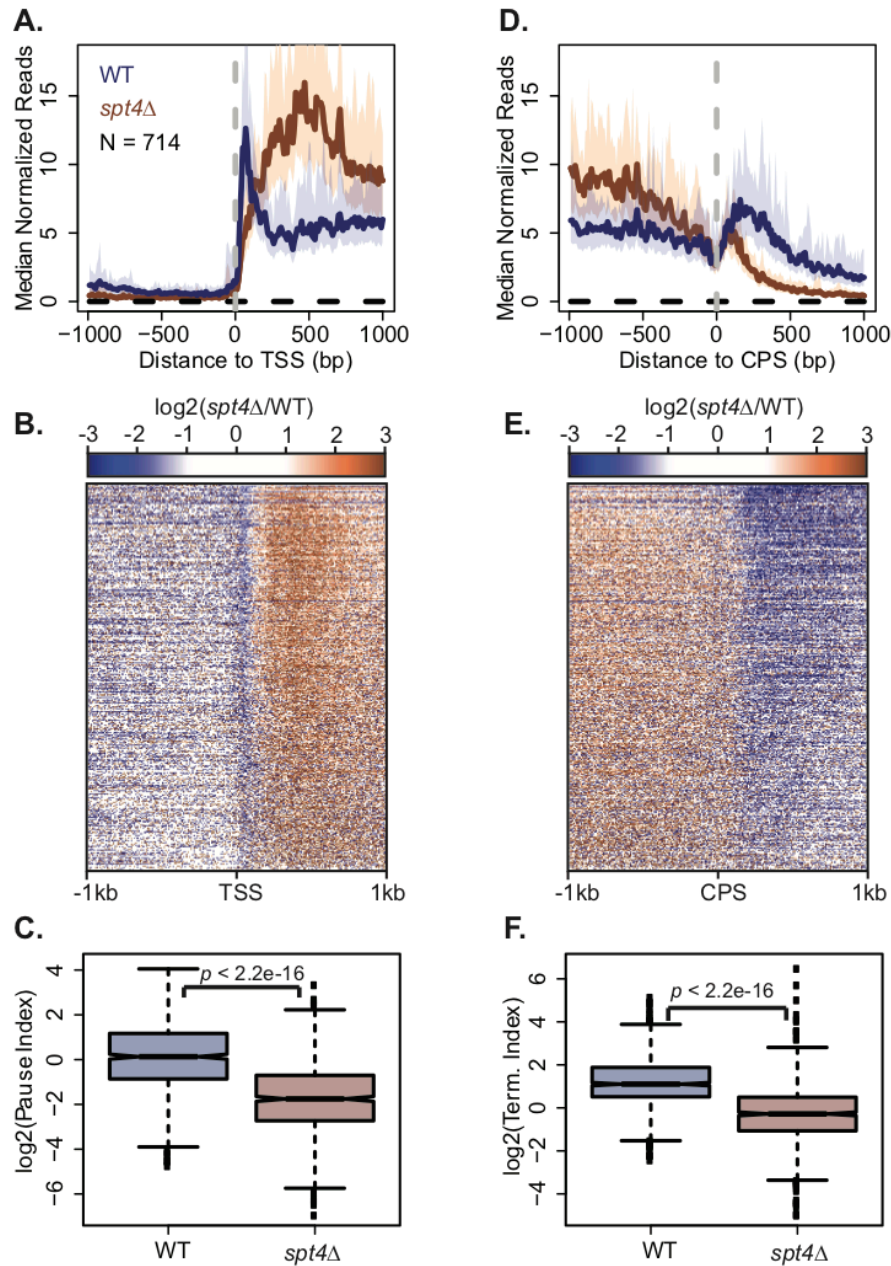 A.
Median Normalized Reads
15
10
5
0
WT
spt4Δ
N = 714
−1000 −500 0 500 1000
Distance to TSS (bp)
D.
Median Normalized Reads
15
10
5
0
−1000 −500 0 500 1000
Distance to CPS (bp)
B.
log2(spt4Δ/WT)
-3 -2 -1 0 1 2 3
-1kb TSS 1kb
E.
log2(spt4Δ/WT)
-3 -2 -1 0 1 2 3
-1kb CPS 1kb
C.
log2(Pause Index)
4
2
0
−2
−4
−6
p < 2.2e-16
WT spt4Δ
F.
log2(Term. Index)
6
4
2
0
−2
−4
p < 2.2e-16
WT spt4Δ